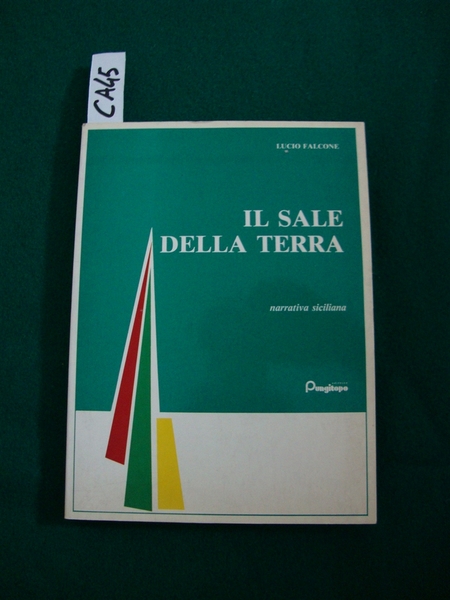 CA45
LUCIO FALCONE
IL SALE
DELLA TERRA
narrativa siciliana
Pungitopo